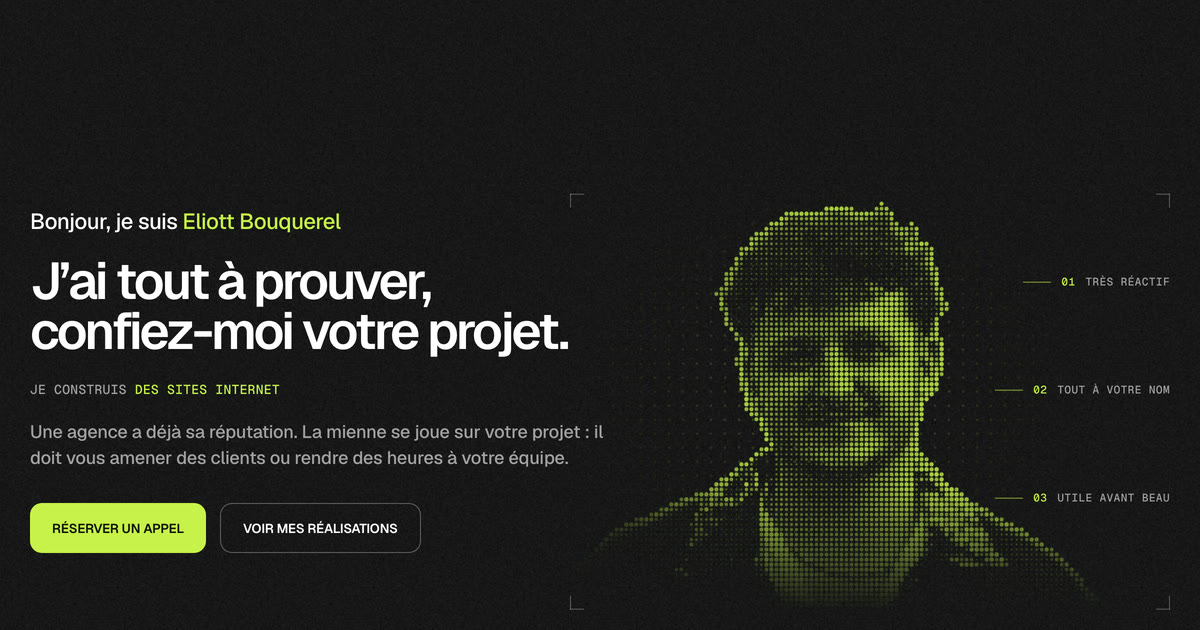 Bonjour, je suis Eliott Bouquerel
J’ai tout à prouver,
confiez-moi votre projet.
JE CONSTRUIS DES SITES INTERNET
Une agence a déjà sa réputation. La mienne se joue sur votre projet : il
doit vous amener des clients ou rendre des heures à votre équipe.
RÉSERVER UN APPEL
VOIR MES RÉALISATIONS
01 TRÈS RÉACTIF
02 TOUT À VOTRE NOM
03 UTILE AVANT BEAU